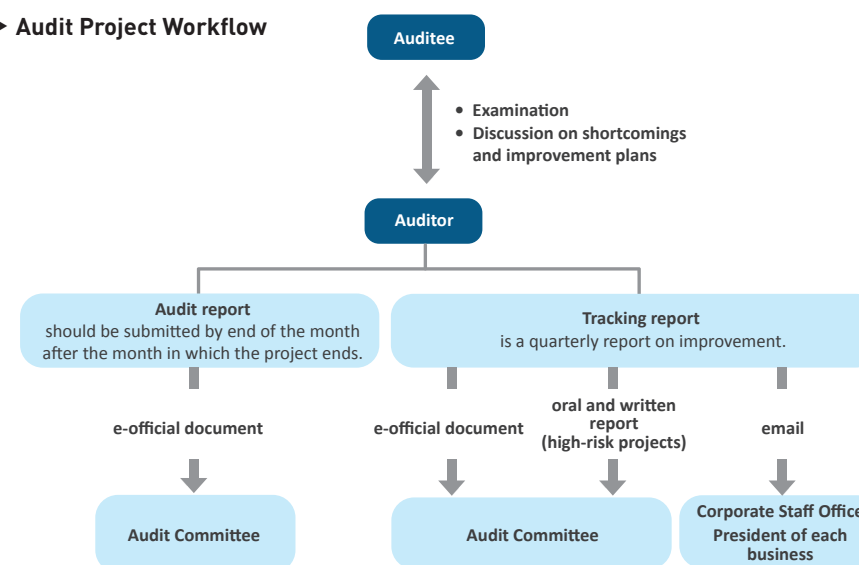 Audit Project Workflow
Auditee
• Examination
• Discussion on shortcomings
and improvement plans
Auditor
Audit report
should be submitted by end of the month
after the month in which the project ends.
Tracking report
is a quarterly report on improvement.
e-official document
e-official document
oral and written
report
(high-risk projects)
email
Audit Committee
Audit Committee
Corporate Staff Office
President of each
business